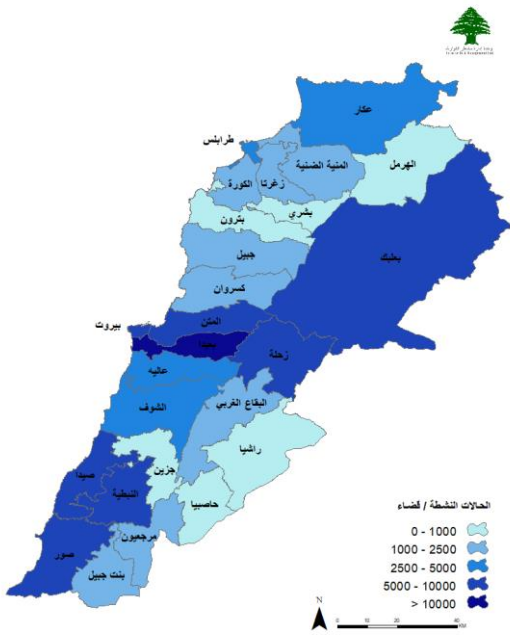 عكار
طرابلس
المنية الضنية
الهرمل
زغرتا
الكورة
بشري
بترون
جبيل
بعلبك
كسروان
المتن
بيروت
بعبدا
زحلة
عاليه
البقاع الغربي
الشوف
راشيا
جزين
صيدا
النبطية
حاصبيا
مرجعيون
صور
بنت جبيل
الحالات النشطة / قضاء
0 - 1000
1000 - 2500
2500 - 5000
5000 - 10000
> 10000
N
0